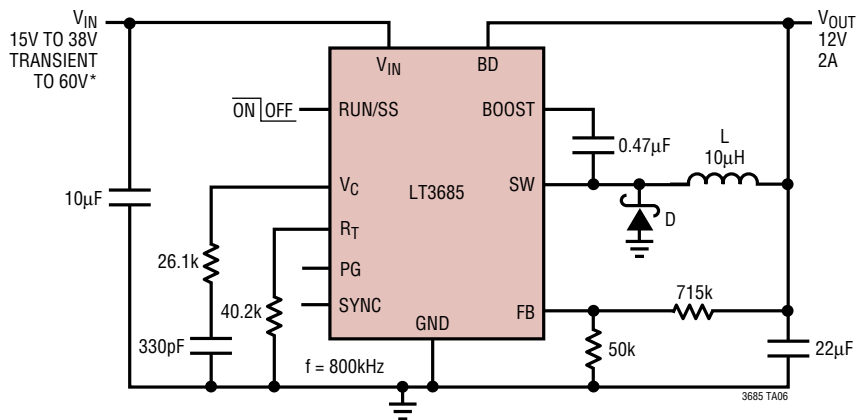 VIN
15V TO 38V
TRANSIENT
TO 60V*
VOUT
12V
2A
VIN
BD
ON OFF
RUN/SS
BOOST
0.47µF
L
10µH
VC
LT3685
SW
10µF
RT
D
26.1k
PG
40.2k
SYNC
FB
715k
GND
330pF
f = 800kHz
50k
22µF
3685 TA06